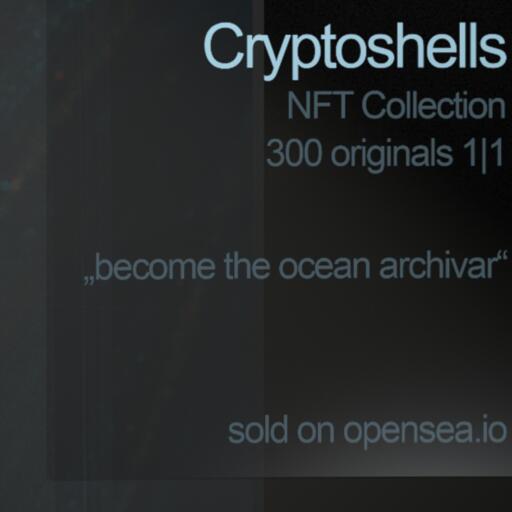 Cryptoshells
NFT Collection
300 originals 1|1
„become the ocean archivar“
sold on opensea.io